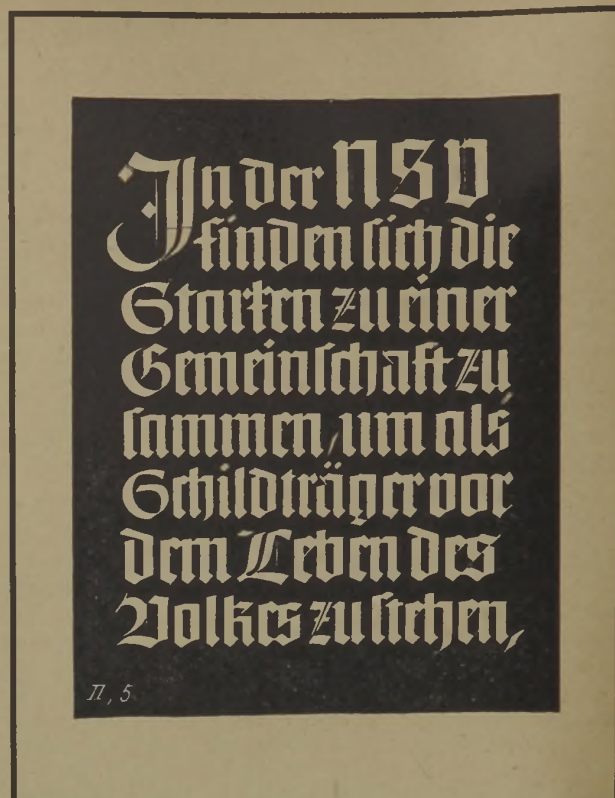 In der NSV
finden sich die
Starken zu einer
Gemeinschaft zu
sammen, um als
Schildträger vor
dem Leben des
Volkes zu stehen,
II, 5